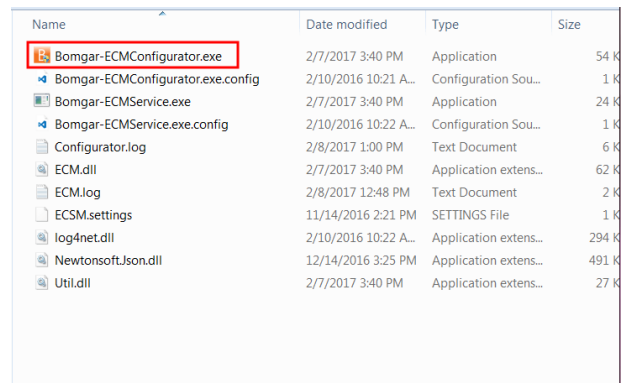 Name Date modified Type Size
Bomgar-ECMConfigurator.exe 2/7/2017 3:40 PM Application 54 K
Bomgar-ECMConfigurator.exe.config 2/10/2016 10:21 A... Configuration Sou... 1 K
Bomgar-ECMService.exe 2/7/2017 3:40 PM Application 24 K
Bomgar-ECMService.exe.config 2/10/2016 10:22 A... Configuration Sou... 1 K
Configurator.log 2/8/2017 1:00 PM Text Document 6 K
ECM.dll 2/7/2017 3:40 PM Application extens... 62 K
ECM.log 2/8/2017 12:48 PM Text Document 2 K
ECSM.settings 11/14/2016 2:21 PM SETTINGS File 1 K
log4net.dll 2/10/2016 10:22 A... Application extens... 294 K
Newtonsoft.Json.dll 12/14/2016 3:25 PM Application extens... 491 K
Util.dll 2/7/2017 3:40 PM Application extens... 27 K